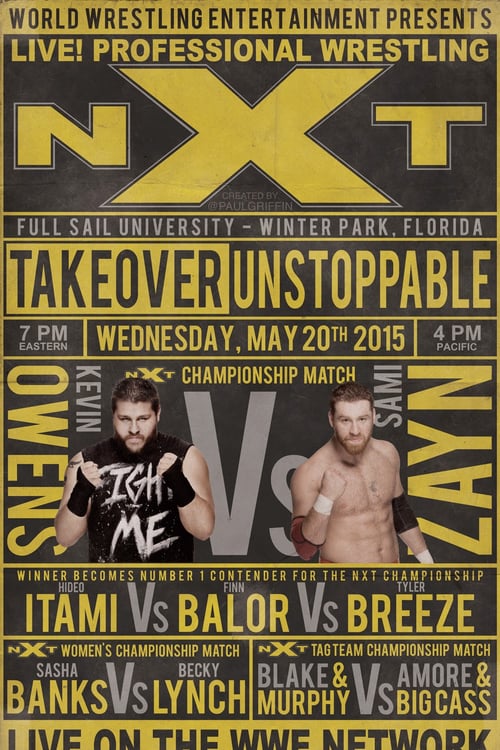 WORLD WRESTLING ENTERTAINMENT PRESENTS
LIVE! PROFESSIONAL WRESTLING
NXT
CREATED BY:
@PAULGRIFFIN
FULL SAIL UNIVERSITY - WINTER PARK, FLORIDA
TAKEOVER UNSTOPPABLE
7 PM
EASTERN
WEDNESDAY, MAY 20TH 2015
4 PM
PACIFIC
NXT CHAMPIONSHIP MATCH
KEVIN
OWENS
FIGHT
ME
Vs
SAMI
ZAYN
WINNER BECOMES NUMBER 1 CONTENDER FOR THE NXT CHAMPIONSHIP
HIDEO
ITAMI
Vs
FINN
BALOR
Vs
TYLER
BREEZE
NXT WOMEN'S CHAMPIONSHIP MATCH
SASHA
BANKS
Vs
BECKY
LYNCH
NXT TAG TEAM CHAMPIONSHIP MATCH
BLAKE &
MURPHY
Vs
AMORE &
BIG CASS
LIVE ON THE WWE NETWORK